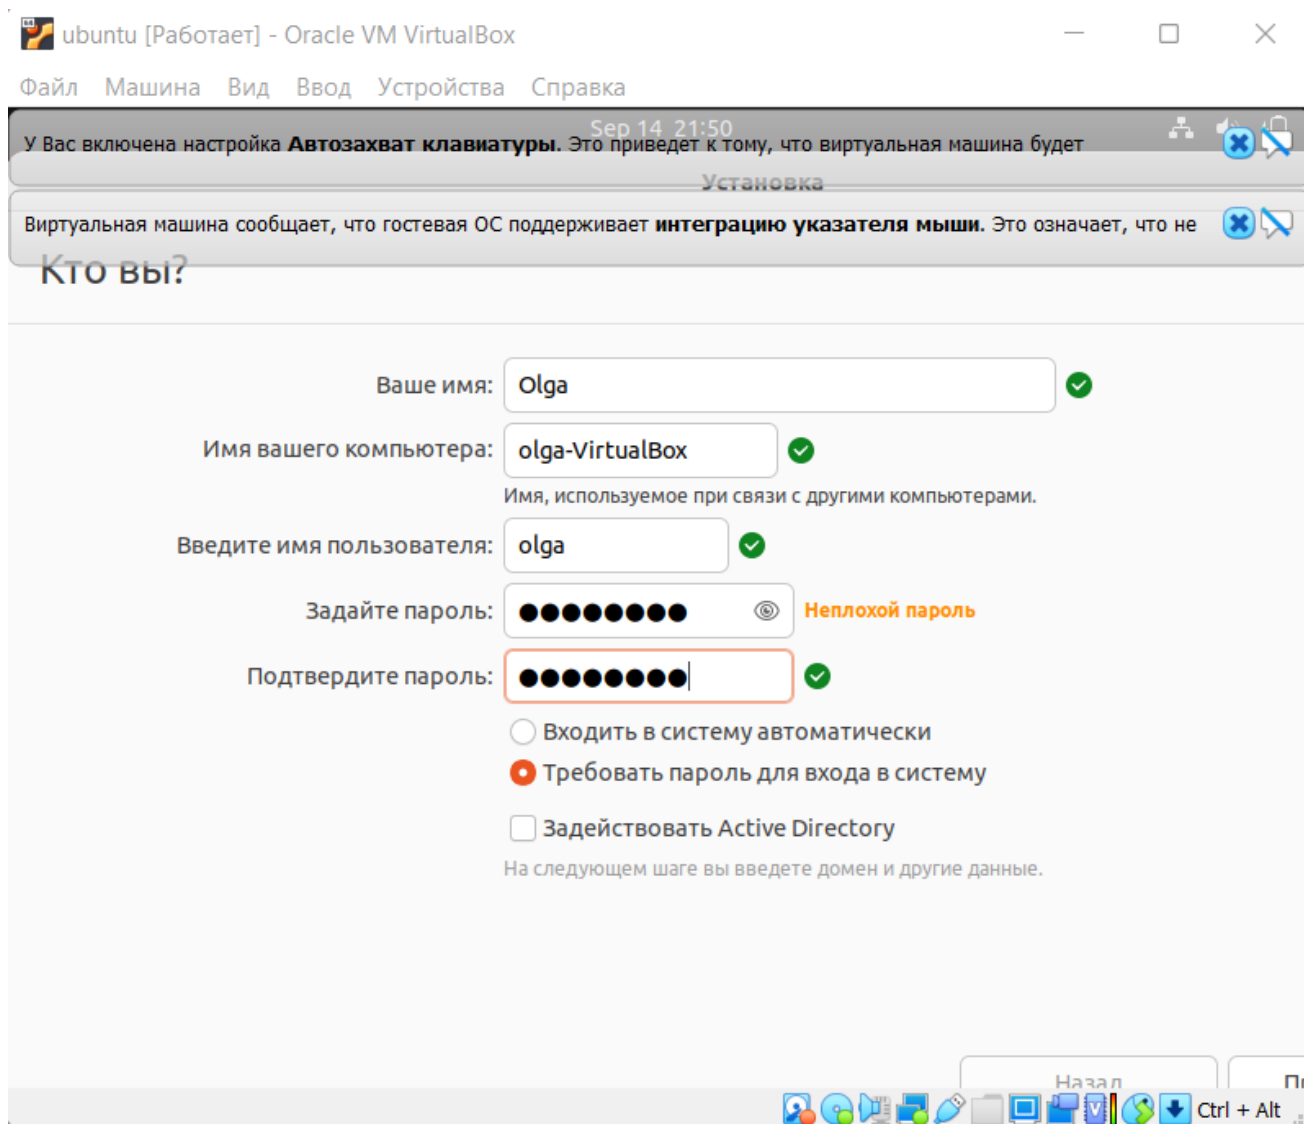 ubuntu [Работает] - Oracle VM VirtualBox
Файл Машина Вид Ввод Устройства Справка
Sep 14 21:50
У Вас включена настройка Автозахват клавиатуры. Это приведет к тому, что виртуальная машина будет
Установка
Виртуальная машина сообщает, что гостевая ОС поддерживает интеграцию указателя мыши. Это означает, что не
Кто вы?
Ваше имя: Olga
Имя вашего компьютера: olga-VirtualBox
Имя, используемое при связи с другими компьютерами.
Введите имя пользователя: olga
Задайте пароль: ●●●●●●●● Неплохой пароль
Подтвердите пароль: ●●●●●●●●
Входить в систему автоматически
Требовать пароль для входа в систему
Задействовать Active Directory
На следующем шаге вы введете домен и другие данные.
Назад
Ctrl + Alt